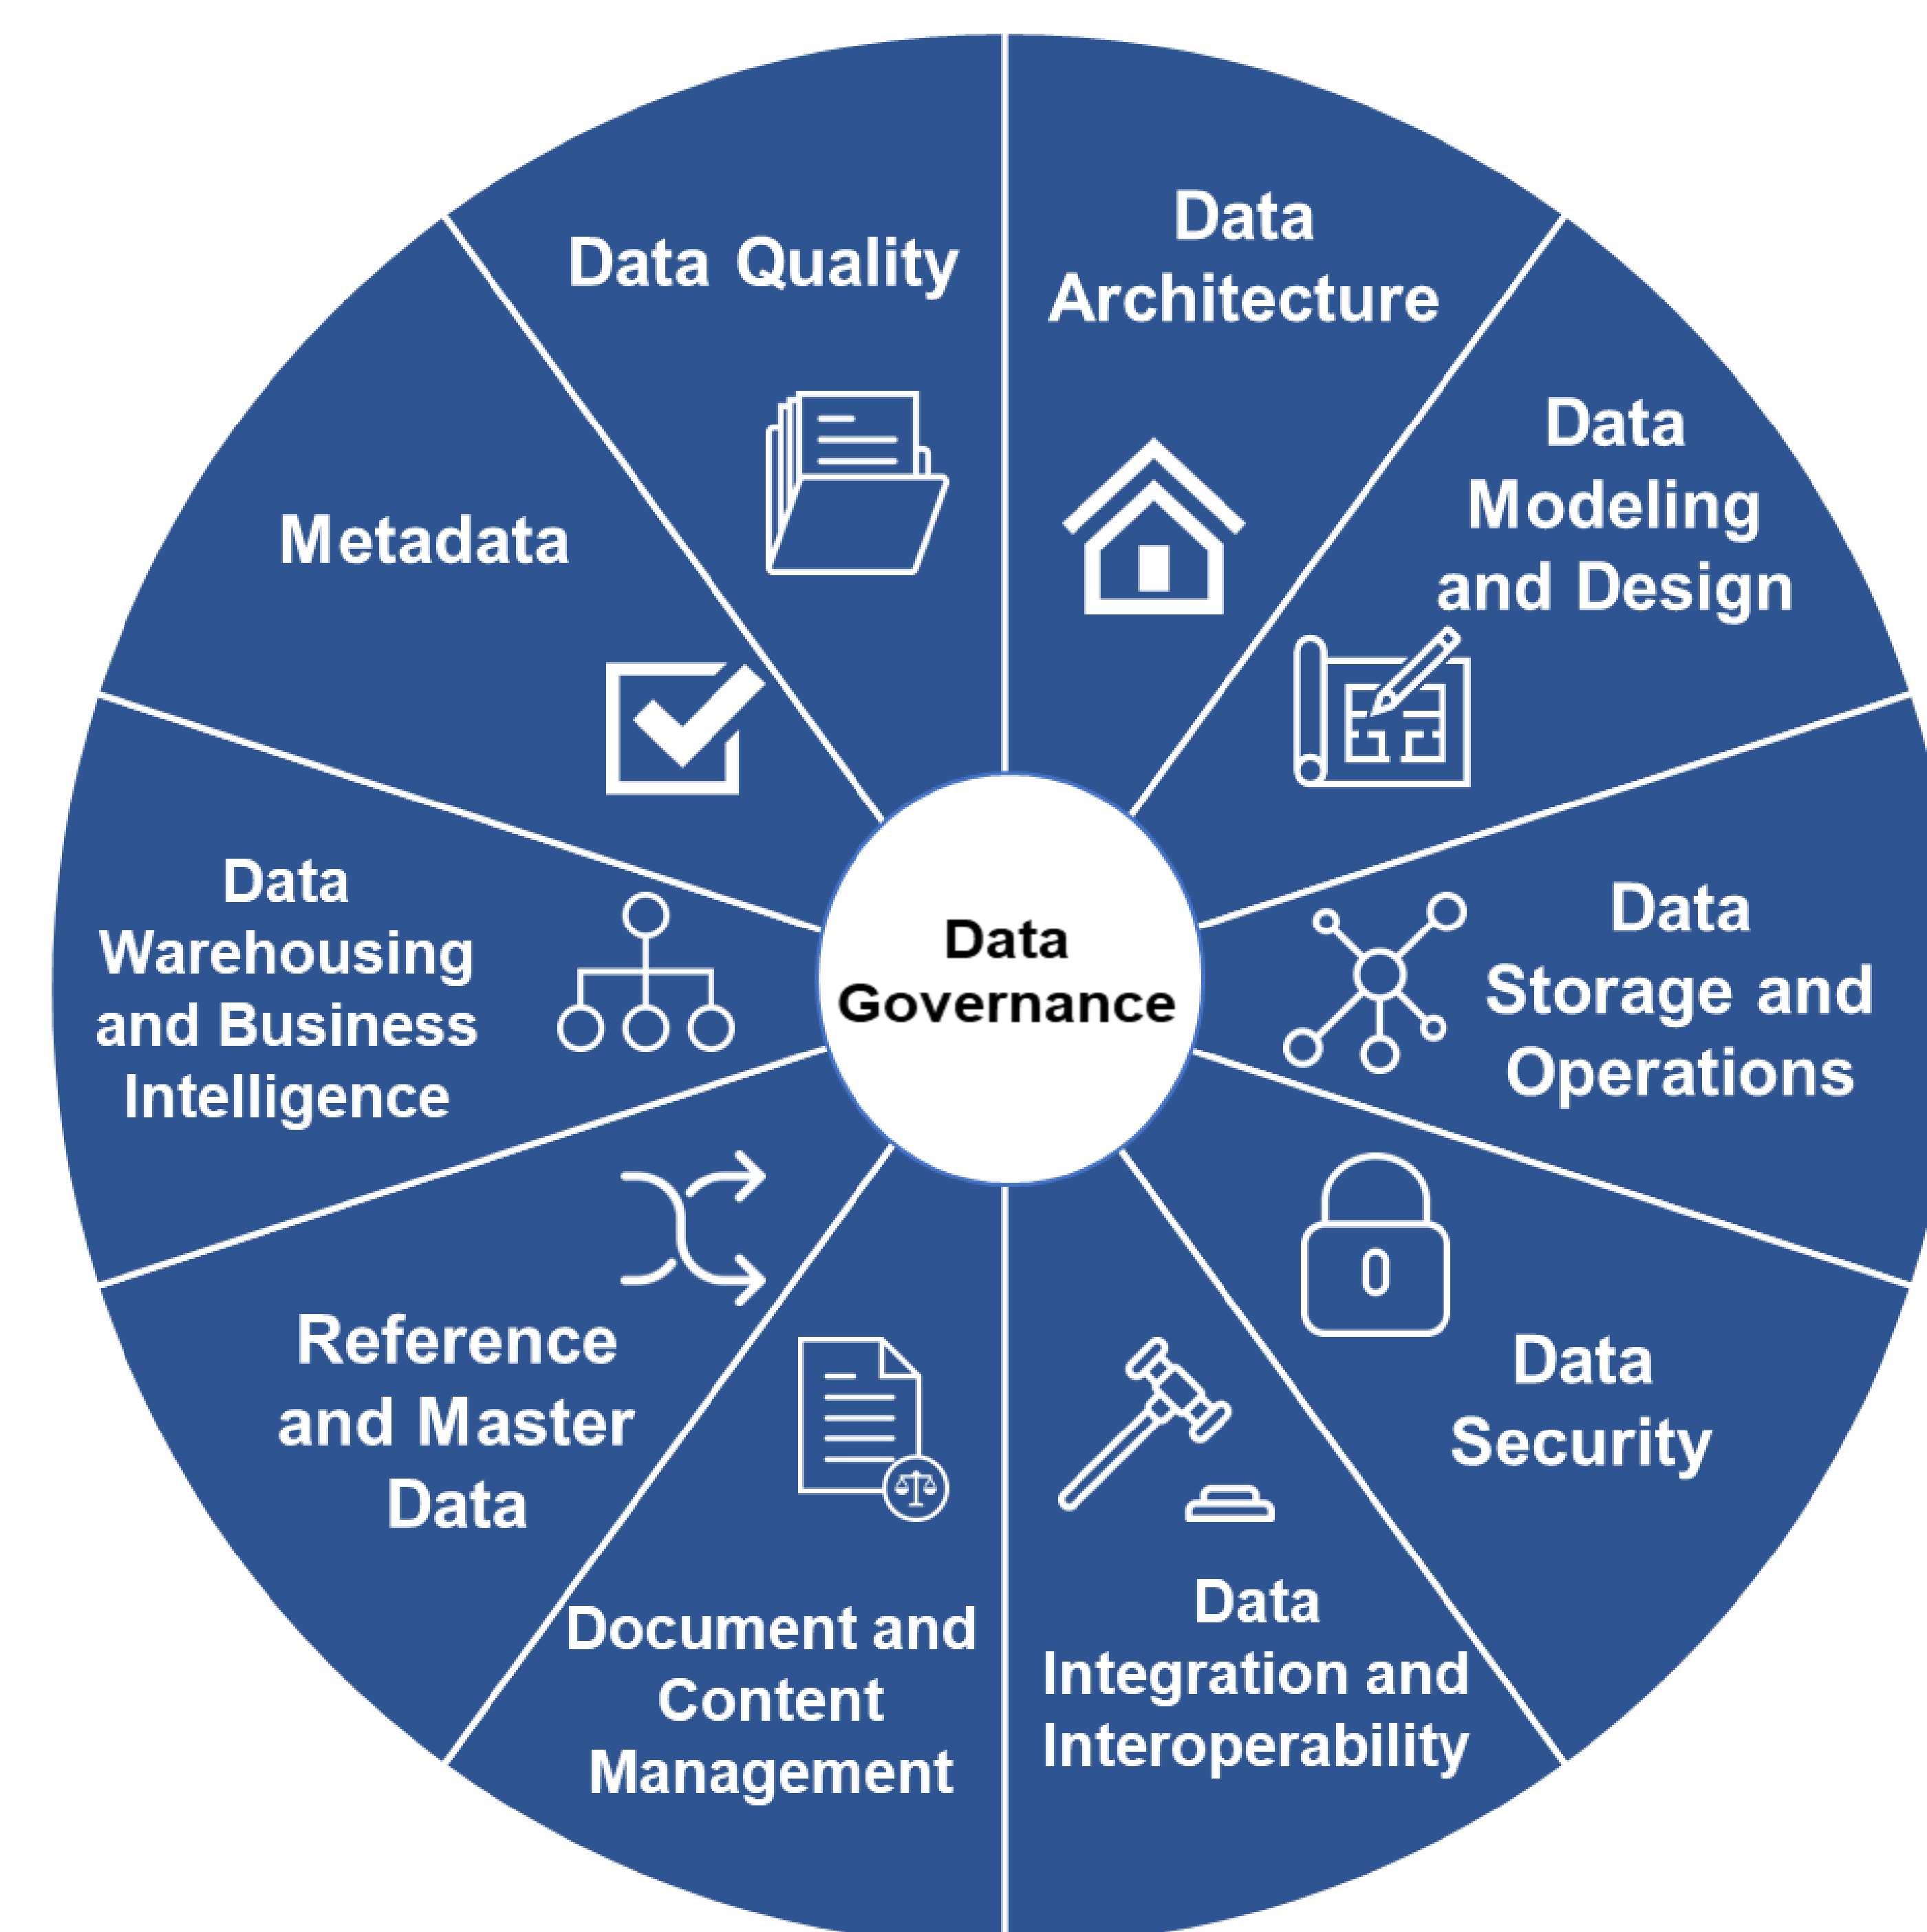 Data
Architecture
Data
Modeling
and Design
Data
Storage and
Operations
Data
Security
Data
Integration and
Interoperability
Document and
Content
Management
Reference
and Master
Data
Data
Warehousing
and Business
Intelligence
Metadata
Data Quality
Data
Governance